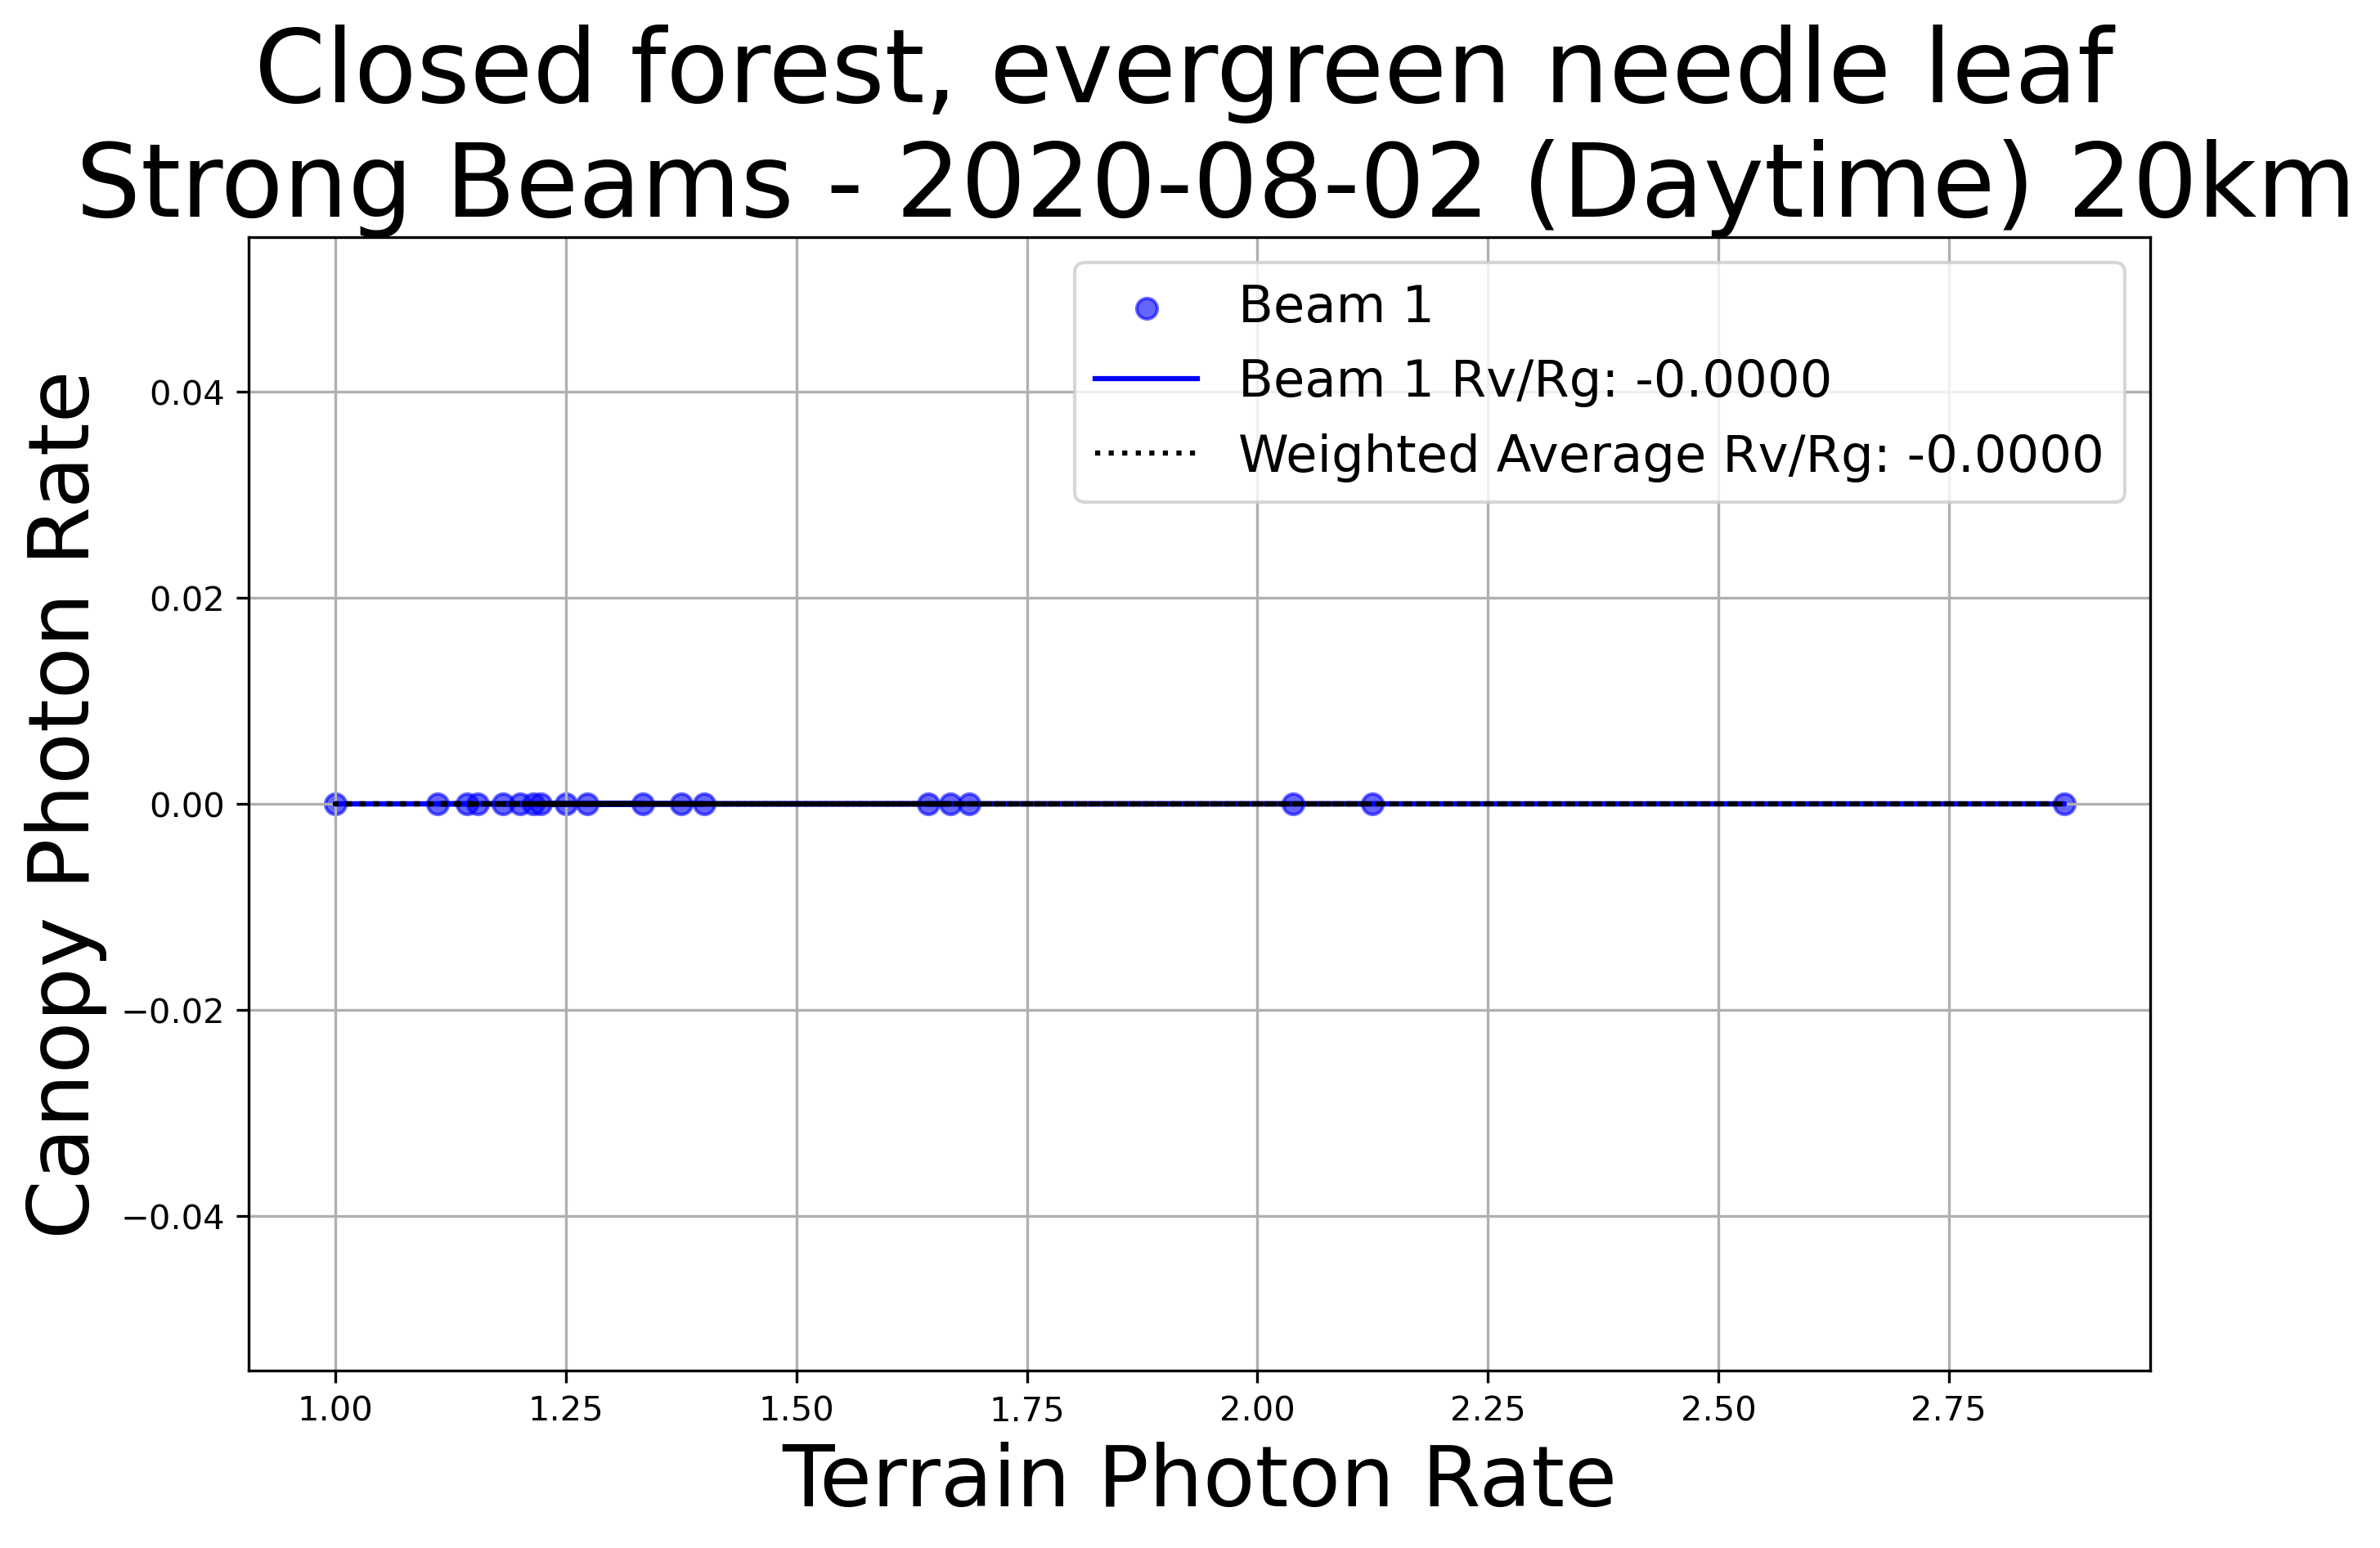 Closed forest, evergreen needle leaf
Strong Beams - 2020-08-02 (Daytime) 20km
Beam 1
Beam 1 Rv/Rg: -0.0000
Weighted Average Rv/Rg: -0.0000
Canopy Photon Rate
0.04
0.02
0.00
−0.02
−0.04
1.00 1.25 1.50 1.75 2.00 2.25 2.50 2.75
Terrain Photon Rate